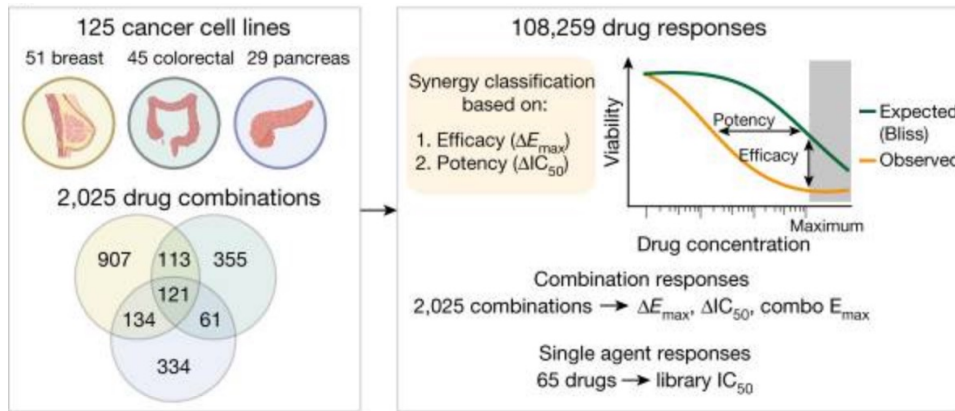 125 cancer cell lines
51 breast 45 colorectal 29 pancreas
2,025 drug combinations
907 113 355
121
134 61
334
108,259 drug responses
Synergy classification
based on:
1. Efficacy (ΔEmax)
2. Potency (ΔIC50)
Viability
Potency
Efficacy
Expected
(Bliss)
Observed
Maximum
Drug concentration
Combination responses
2,025 combinations → ΔEmax, ΔIC50, combo Emax
Single agent responses
65 drugs → library IC50